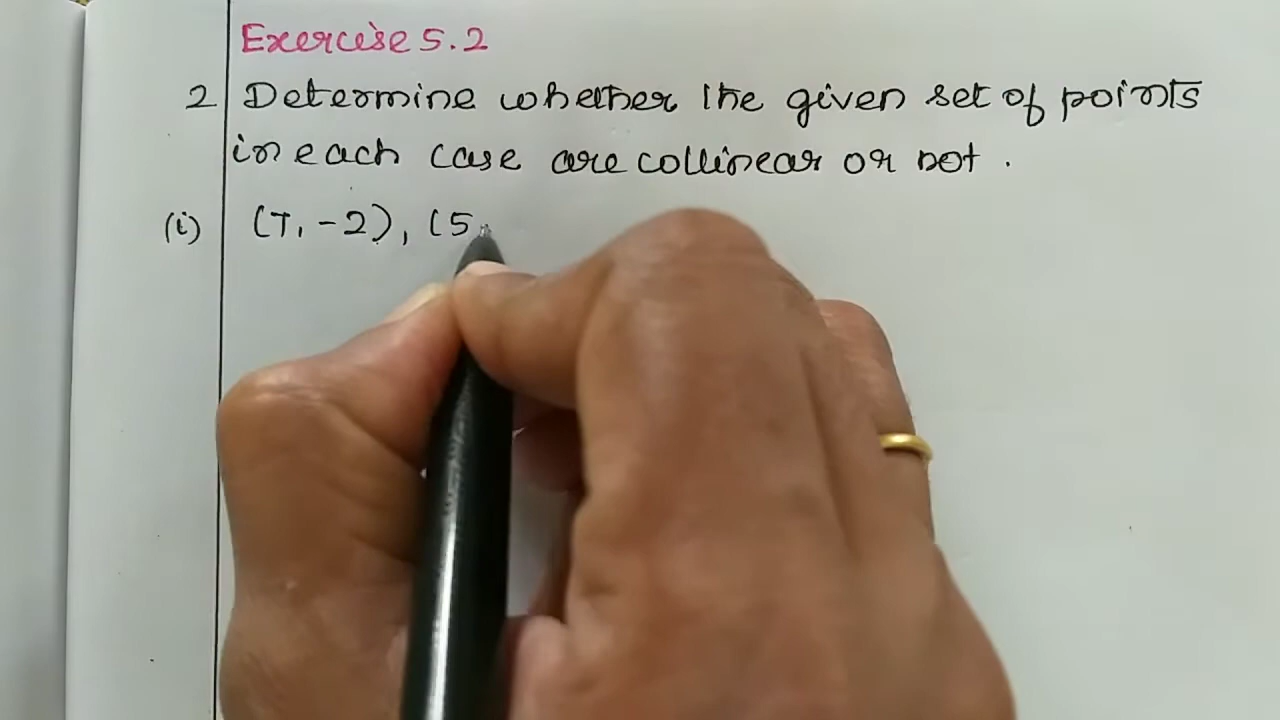 Exercise 5.2
2 Determine whether the given set of points
in each case are collinear or not.
(i) (7, -2), (5,